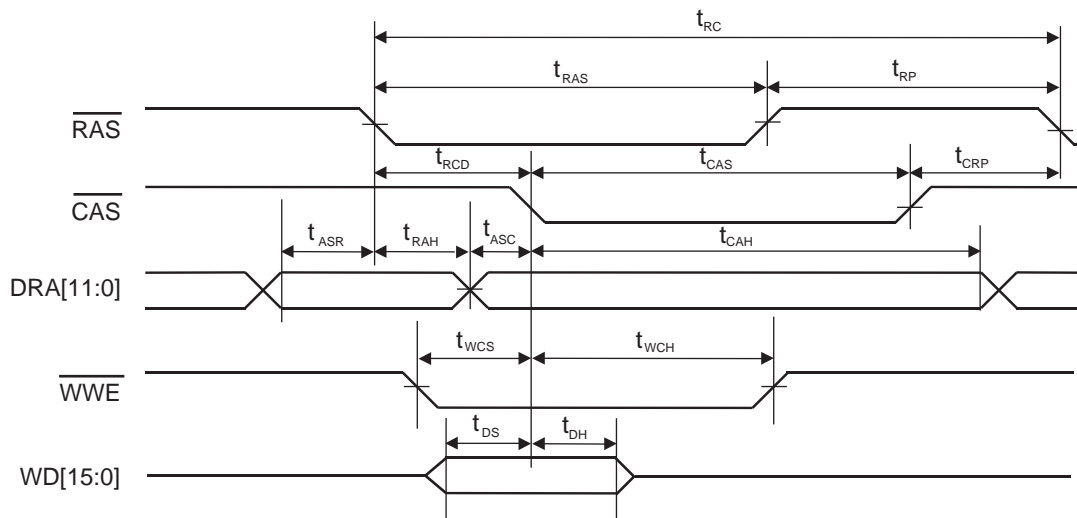 tRC
tRAS
tRP
RAS
tRCD
tCAS
tCRP
CAS
tASR
tRAH
tASC
tCAH
DRA[11:0]
tWCS
tWCH
WWE
tDS
tDH
WD[15:0]